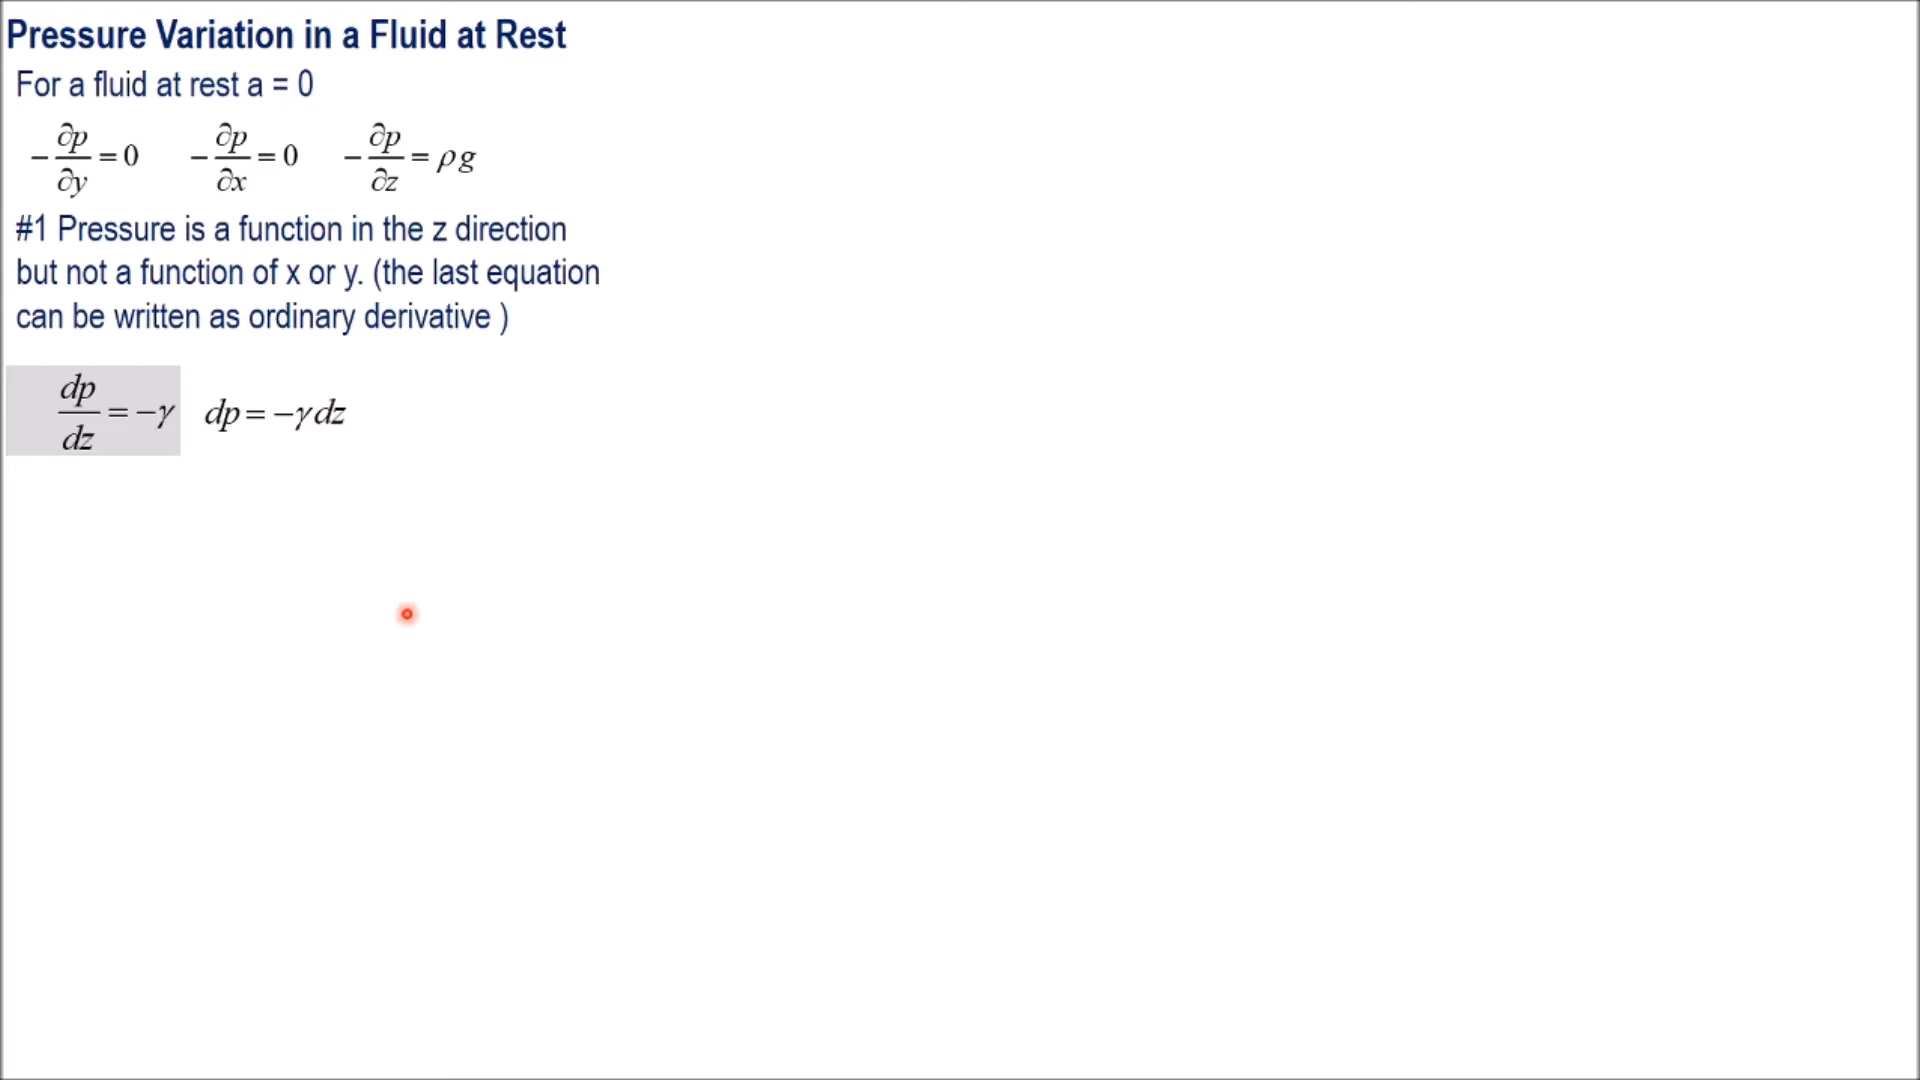 Pressure Variation in a Fluid at Rest
For a fluid at rest a = 0
−∂p/∂y = 0   −∂p/∂x = 0   −∂p/∂z = ρg
#1 Pressure is a function in the z direction
but not a function of x or y. (the last equation
can be written as ordinary derivative )
dp/dz = −γ   dp = −γ dz